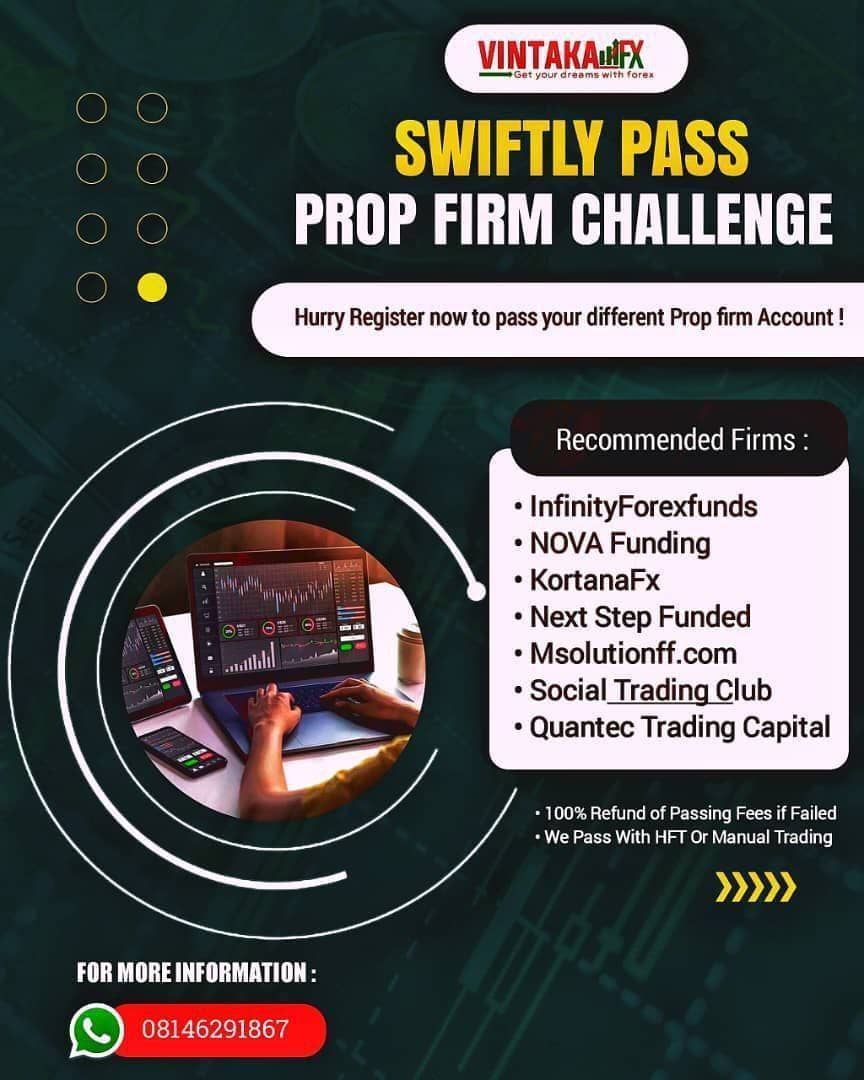 VINTAKA FX
Get your dreams with forex
SWIFTLY PASS
PROP FIRM CHALLENGE
Hurry Register now to pass your different Prop firm Account !
Recommended Firms :
• InfinityForexfunds
• NOVA Funding
• KortanaFx
• Next Step Funded
• Msolutionff.com
• Social Trading Club
• Quantec Trading Capital
• 100% Refund of Passing Fees if Failed
• We Pass With HFT Or Manual Trading
FOR MORE INFORMATION :
08146291867